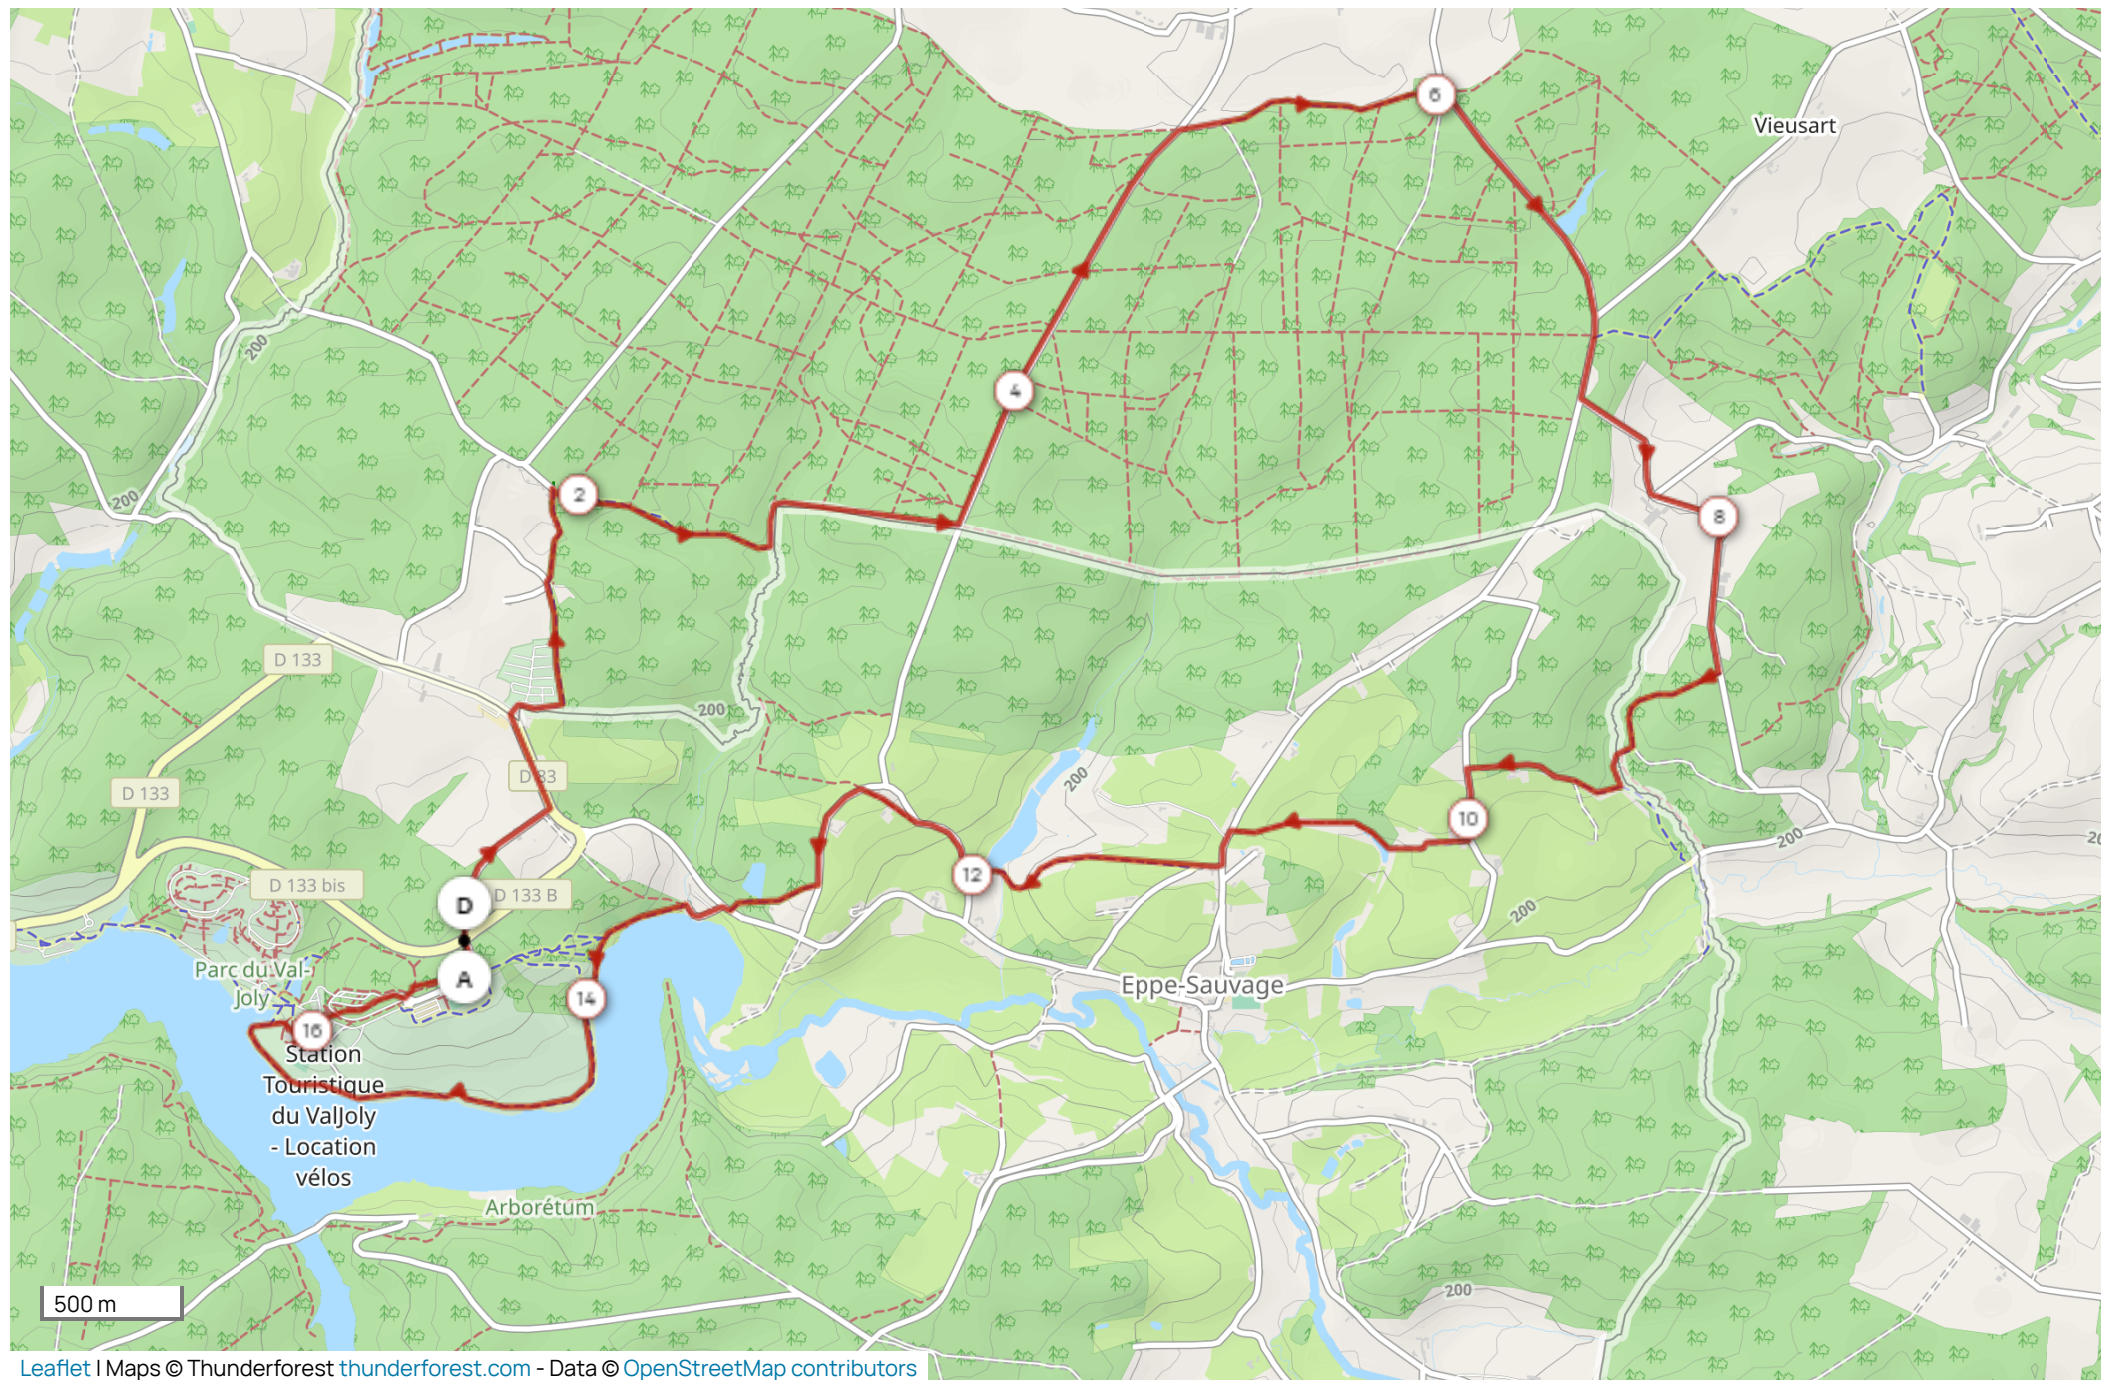 6
Vieusart
200
4
200
2
8
D 133
200
D 83
200
D 133
10
200
12
D 133 bis
D
D 133 B
200
20
Parc du Val-
Joly
A
14
Eppe-Sauvage
16
Station
Touristique
du ValJoly
- Location
vélos
Arborétum
200
500 m
Leaflet | Maps © Thunderforest thunderforest.com - Data © OpenStreetMap contributors